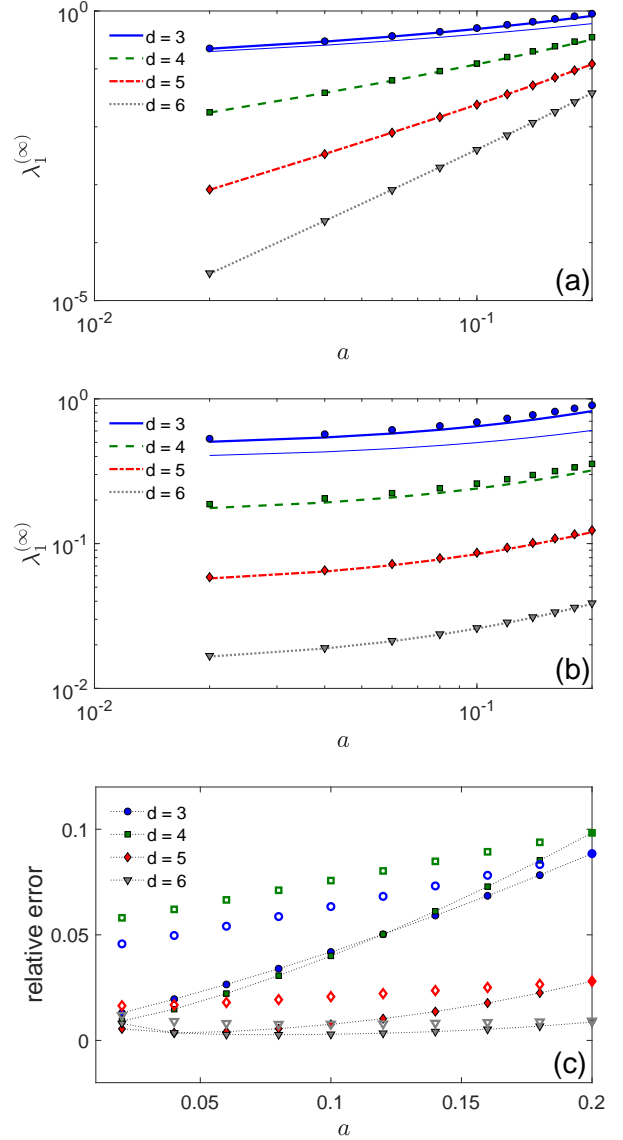 10^0
d = 3
d = 4
d = 5
d = 6
λ_1^(∞)
10^-5
10^-2
10^-1
a
(a)
10^0
d = 3
d = 4
d = 5
d = 6
λ_1^(∞)
10^-1
10^-2
10^-2
10^-1
a
(b)
d = 3
d = 4
d = 5
d = 6
0.1
relative error
0.05
0
0.05
0.1
0.15
0.2
a
(c)